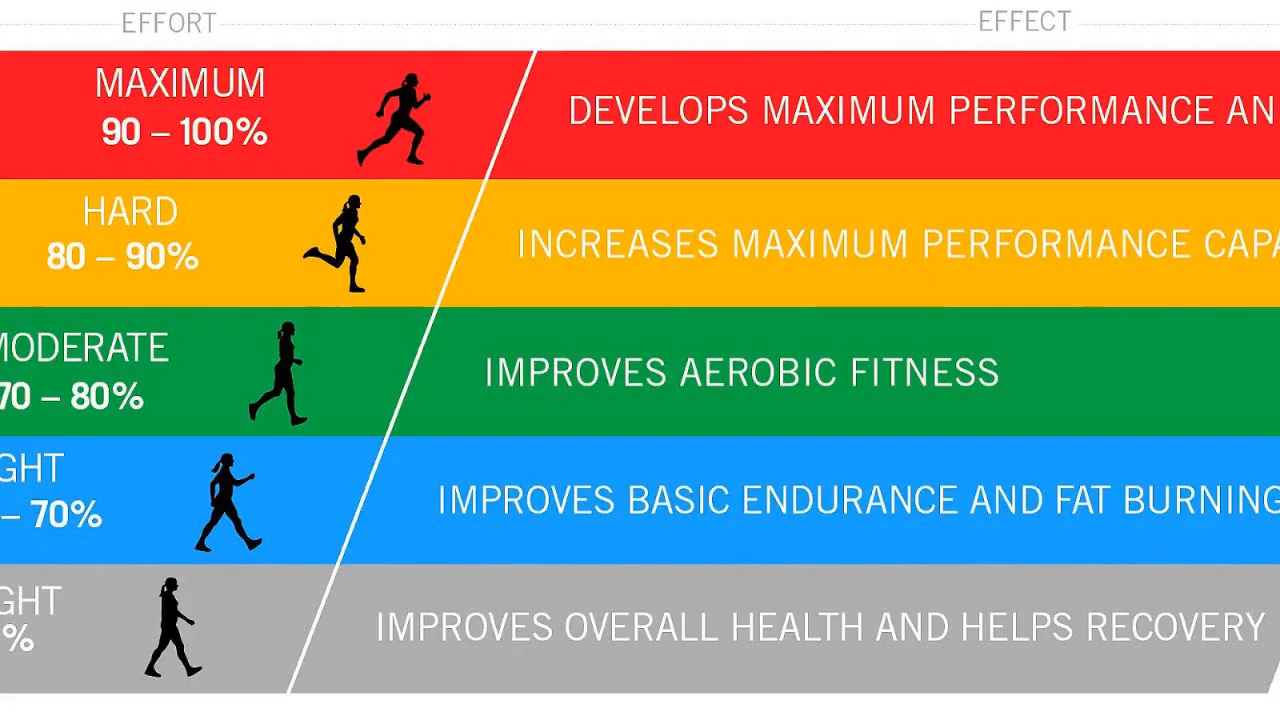 EFFORT
EFFECT
MAXIMUM
90 – 100%
DEVELOPS MAXIMUM PERFORMANCE AN
HARD
80 – 90%
INCREASES MAXIMUM PERFORMANCE CAPA
MODERATE
70 – 80%
IMPROVES AEROBIC FITNESS
GHT
– 70%
IMPROVES BASIC ENDURANCE AND FAT BURNING
GHT
%
IMPROVES OVERALL HEALTH AND HELPS RECOVERY